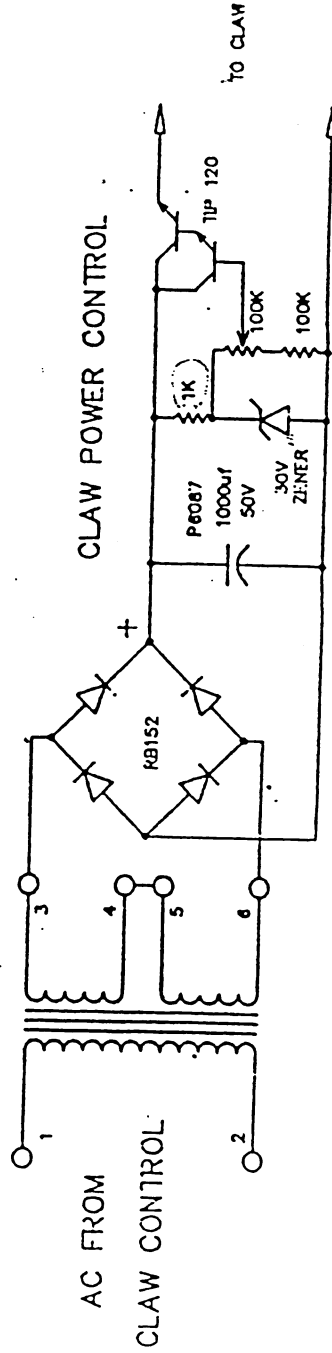 CLAW POWER CONTROL
AC FROM
CLAW CONTROL
1
2
3
4
5
6
RB152
+
P6087
1000uf
50V
1K
30V
ZENER
100K
100K
TIP 120
TO CLAW